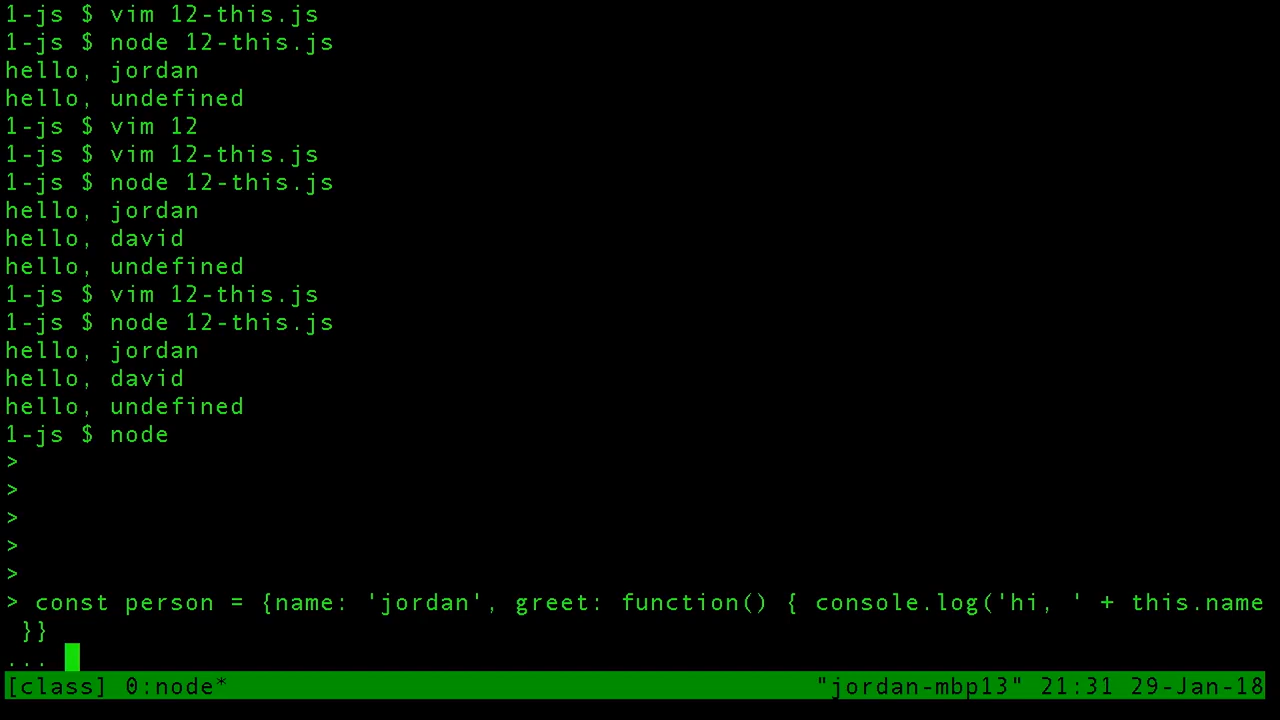 1-js $ vim 12-this.js
1-js $ node 12-this.js
hello, jordan
hello, undefined
1-js $ vim 12
1-js $ vim 12-this.js
1-js $ node 12-this.js
hello, jordan
hello, david
hello, undefined
1-js $ vim 12-this.js
1-js $ node 12-this.js
hello, jordan
hello, david
hello, undefined
1-js $ node
>
>
>
>
>
> const person = {name: 'jordan', greet: function() { console.log('hi, ' + this.name
 }}
...
[class] 0:node* "jordan-mbp13" 21:31 29-Jan-18